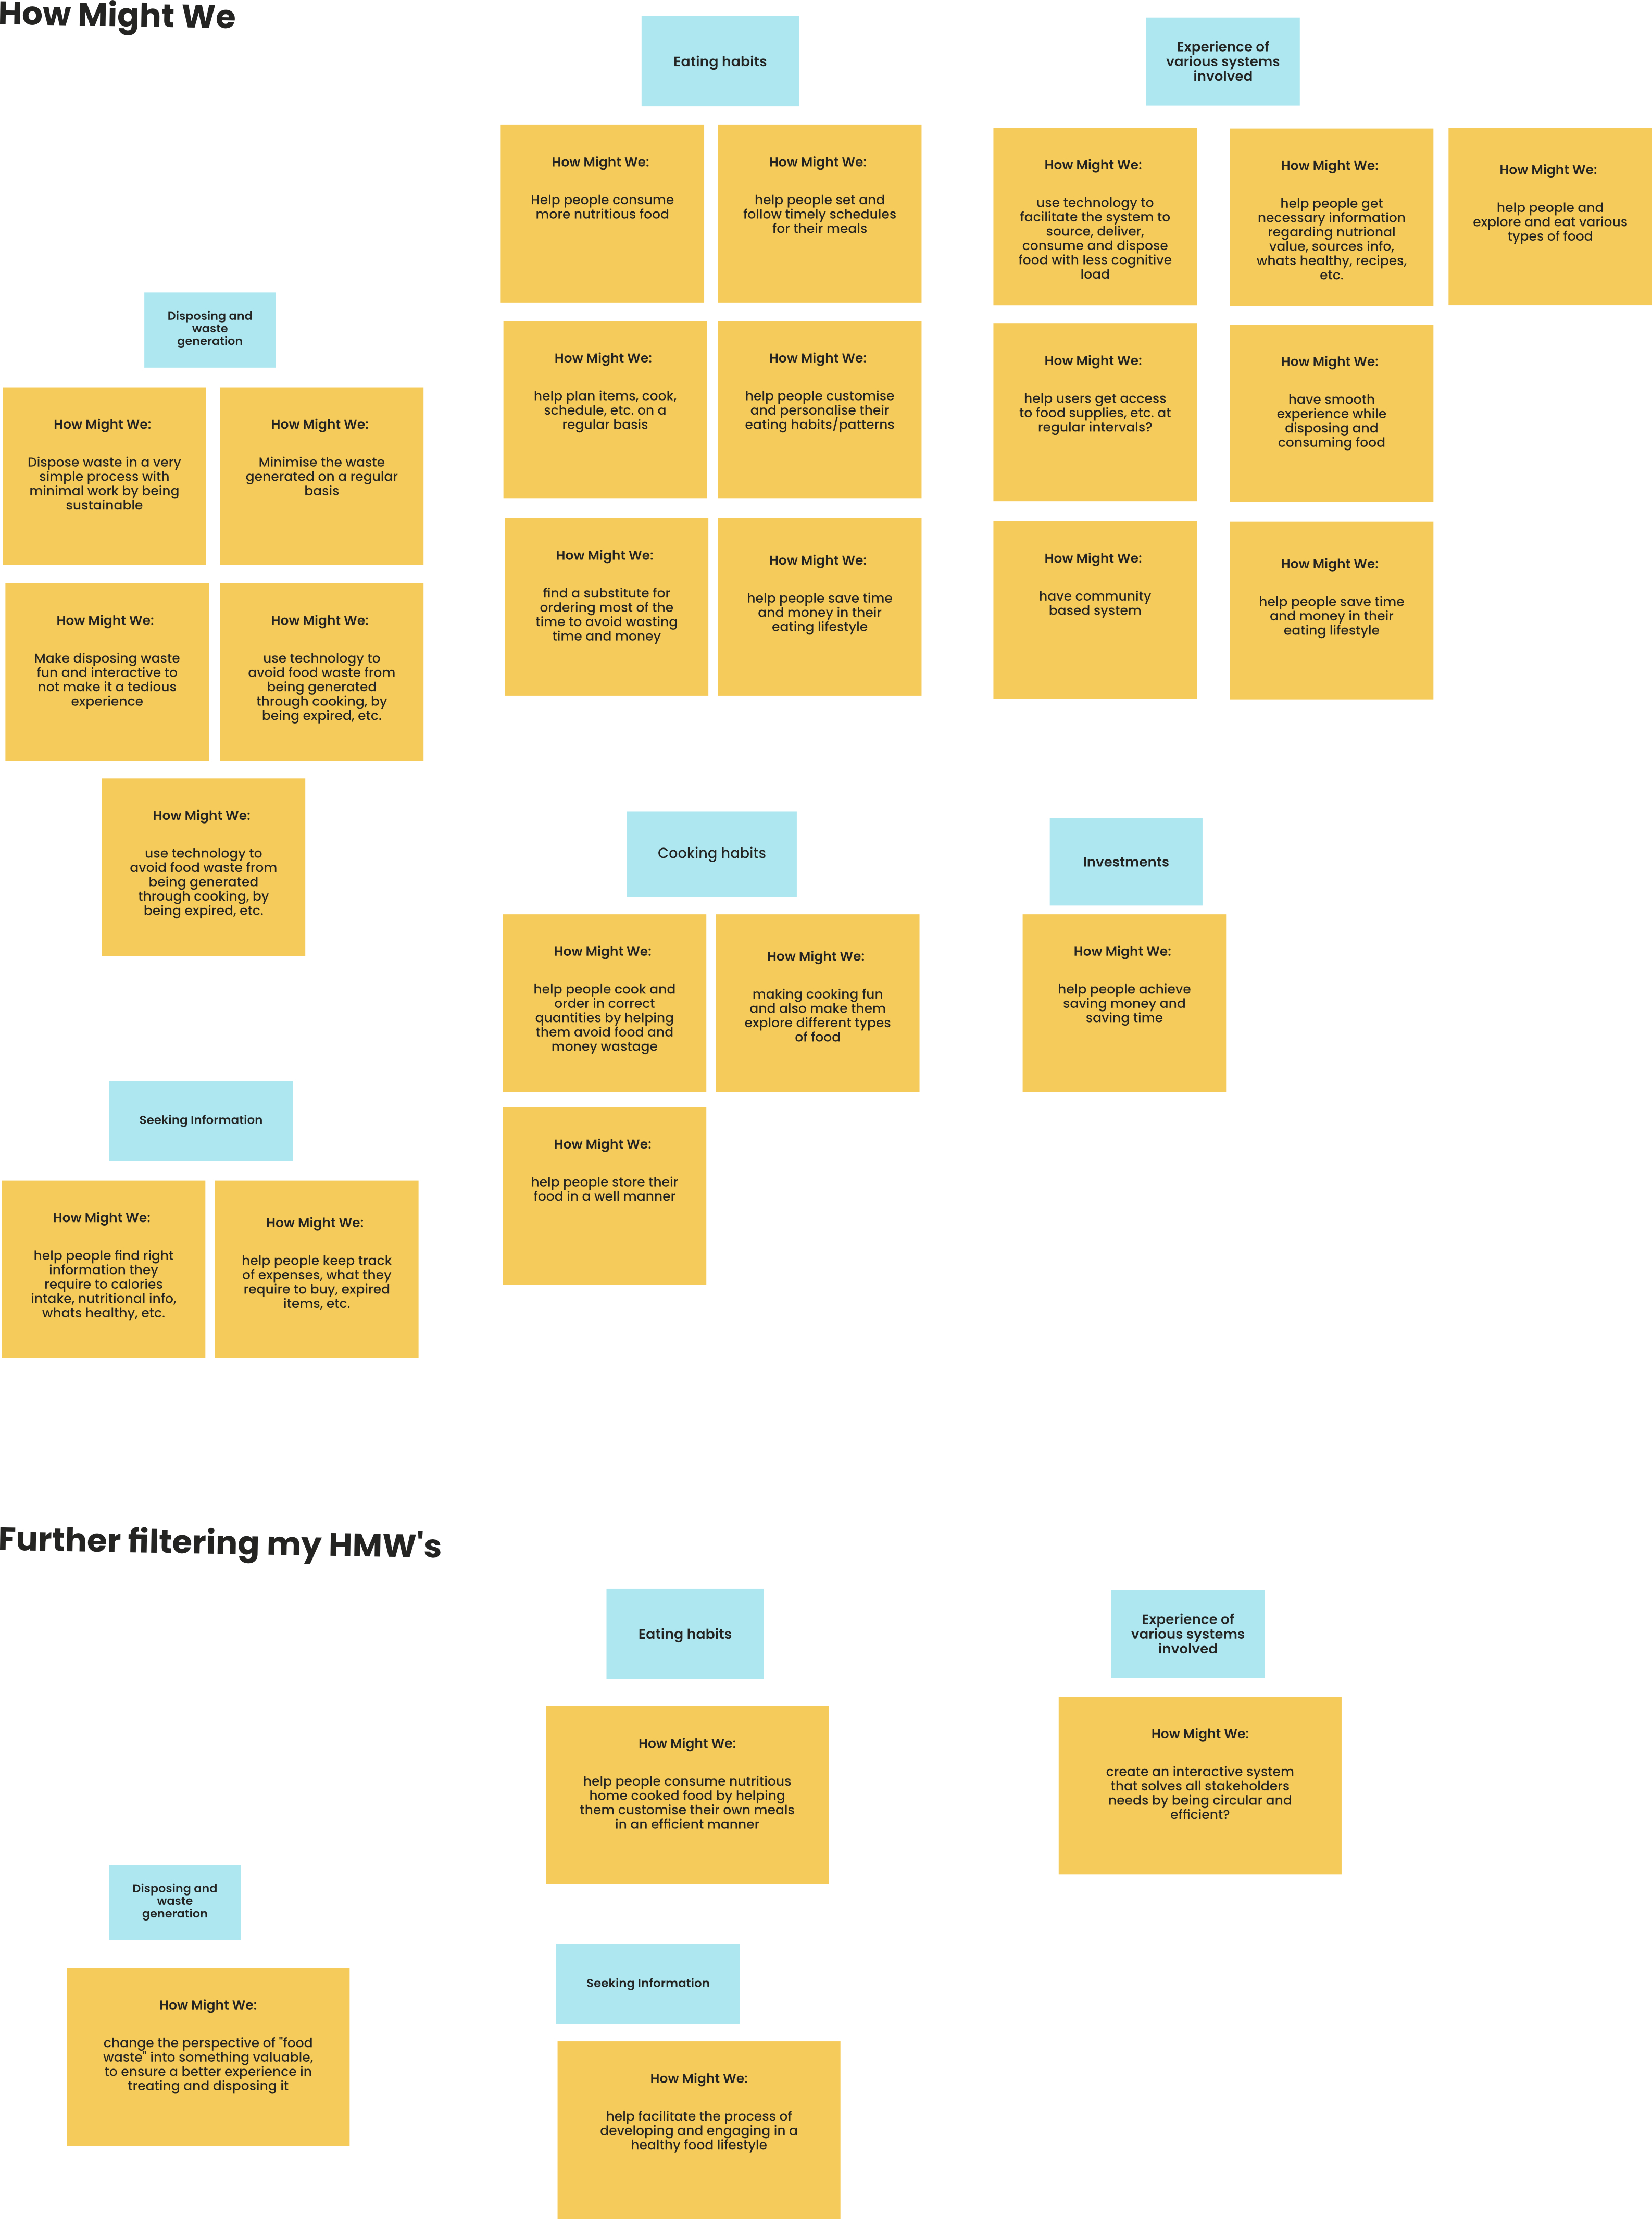 How Might We
Eating habits
Experience of
various systems
involved
How Might We:
Help people consume
more nutritious food
How Might We:
help people set and
follow timely schedules
for their meals
How Might We:
use technology to
facilitate the system to
source, deliver,
consume and dispose
food with less cognitive
load
How Might We:
help people get
necessary information
regarding nutrional
value, sources info,
whats healthy, recipes,
etc.
How Might We:
help people and
explore and eat various
types of food
How Might We:
help plan items, cook,
schedule, etc. on a
regular basis
How Might We:
help people customise
and personalise their
eating habits/patterns
How Might We:
help users get access
to food supplies, etc. at
regular intervals?
How Might We:
have smooth
experience while
disposing and
consuming food
How Might We:
find a substitute for
ordering most of the
time to avoid wasting
time and money
How Might We:
help people save time
and money in their
eating lifestyle
How Might We:
have community
based system
How Might We:
help people save time
and money in their
eating lifestyle
Disposing and
waste
generation
How Might We:
Dispose waste in a very
simple process with
minimal work by being
sustainable
How Might We:
Minimise the waste
generated on a regular
basis
How Might We:
Make disposing waste
fun and interactive to
not make it a tedious
experience
How Might We:
use technology to
avoid food waste from
being generated
through cooking, by
being expired, etc.
How Might We:
use technology to
avoid food waste from
being generated
through cooking, by
being expired, etc.
Cooking habits
How Might We:
help people cook and
order in correct
quantities by helping
them avoid food and
money wastage
How Might We:
making cooking fun
and also make them
explore different types
of food
How Might We:
help people store their
food in a well manner
Investments
How Might We:
help people achieve
saving money and
saving time
Seeking Information
How Might We:
help people find right
information they
require to calories
intake, nutritional info,
whats healthy, etc.
How Might We:
help people keep track
of expenses, what they
require to buy, expired
items, etc.
Further filtering my HMW's
Eating habits
How Might We:
help people consume nutritious
home cooked food by helping
them customise their own meals
in an efficient manner
Experience of
various systems
involved
How Might We:
create an interactive system
that solves all stakeholders
needs by being circular and
efficient?
Disposing and
waste
generation
How Might We:
change the perspective of "food
waste" into something valuable,
to ensure a better experience in
treating and disposing it
Seeking Information
How Might We:
help facilitate the process of
developing and engaging in a
healthy food lifestyle